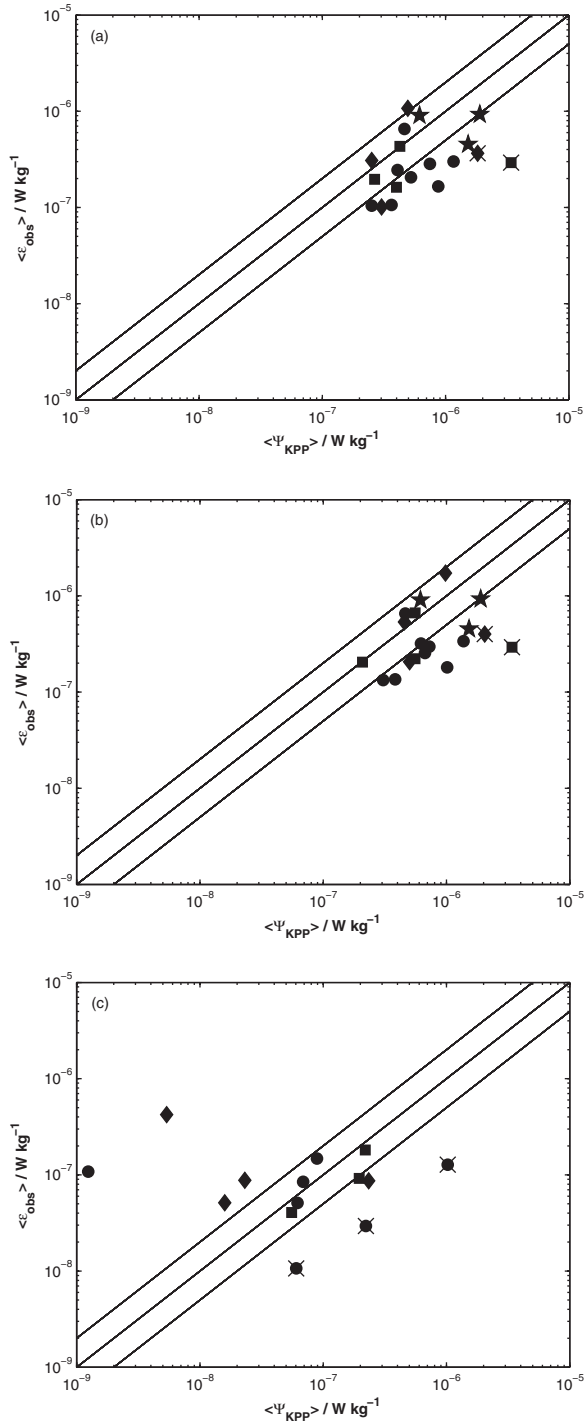 (a)
10⁻⁵
10⁻⁶
10⁻⁷
10⁻⁸
10⁻⁹
<ε_obs> / W kg⁻¹
10⁻⁹ 10⁻⁸ 10⁻⁷ 10⁻⁶ 10⁻⁵
<Ψ_KPP> / W kg⁻¹
(b)
10⁻⁵
10⁻⁶
10⁻⁷
10⁻⁸
10⁻⁹
<ε_obs> / W kg⁻¹
10⁻⁹ 10⁻⁸ 10⁻⁷ 10⁻⁶ 10⁻⁵
<Ψ_KPP> / W kg⁻¹
(c)
10⁻⁵
10⁻⁶
10⁻⁷
10⁻⁸
10⁻⁹
<ε_obs> / W kg⁻¹
10⁻⁹ 10⁻⁸ 10⁻⁷ 10⁻⁶ 10⁻⁵
<Ψ_KPP> / W kg⁻¹